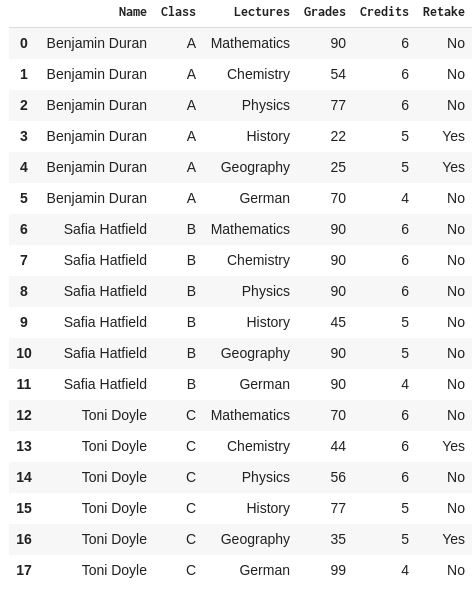 Name Class Lectures Grades Credits Retake
0 Benjamin Duran A Mathematics 90 6 No
1 Benjamin Duran A Chemistry 54 6 No
2 Benjamin Duran A Physics 77 6 No
3 Benjamin Duran A History 22 5 Yes
4 Benjamin Duran A Geography 25 5 Yes
5 Benjamin Duran A German 70 4 No
6 Safia Hatfield B Mathematics 90 6 No
7 Safia Hatfield B Chemistry 90 6 No
8 Safia Hatfield B Physics 90 6 No
9 Safia Hatfield B History 45 5 No
10 Safia Hatfield B Geography 90 5 No
11 Safia Hatfield B German 90 4 No
12 Toni Doyle C Mathematics 70 6 No
13 Toni Doyle C Chemistry 44 6 Yes
14 Toni Doyle C Physics 56 6 No
15 Toni Doyle C History 77 5 No
16 Toni Doyle C Geography 35 5 Yes
17 Toni Doyle C German 99 4 No